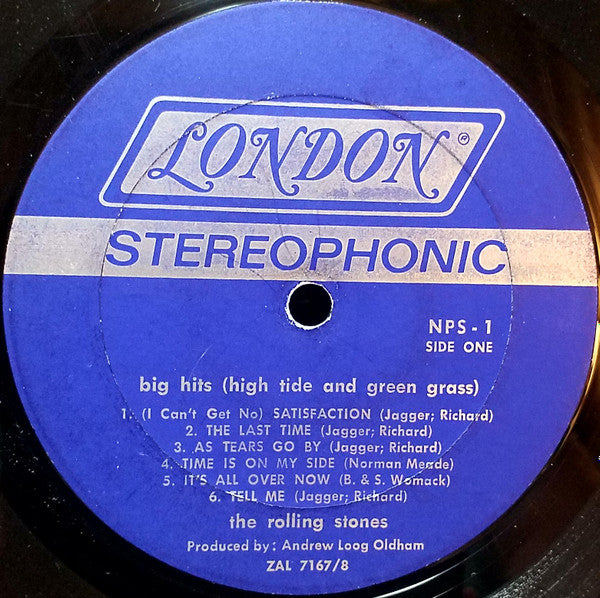 LONDON®
STEREOPHONIC
NPS - 1
SIDE ONE
big hits (high tide and green grass)
1. (I Can't Get No) SATISFACTION (Jagger; Richard)
2. THE LAST TIME (Jagger; Richard)
3. AS TEARS GO BY (Jagger; Richard)
4. TIME IS ON MY SIDE (Norman Meade)
5. IT'S ALL OVER NOW (B. & S. Womack)
6. TELL ME (Jagger; Richard)
the rolling stones
Produced by: Andrew Loog Oldham
ZAL 7167/8